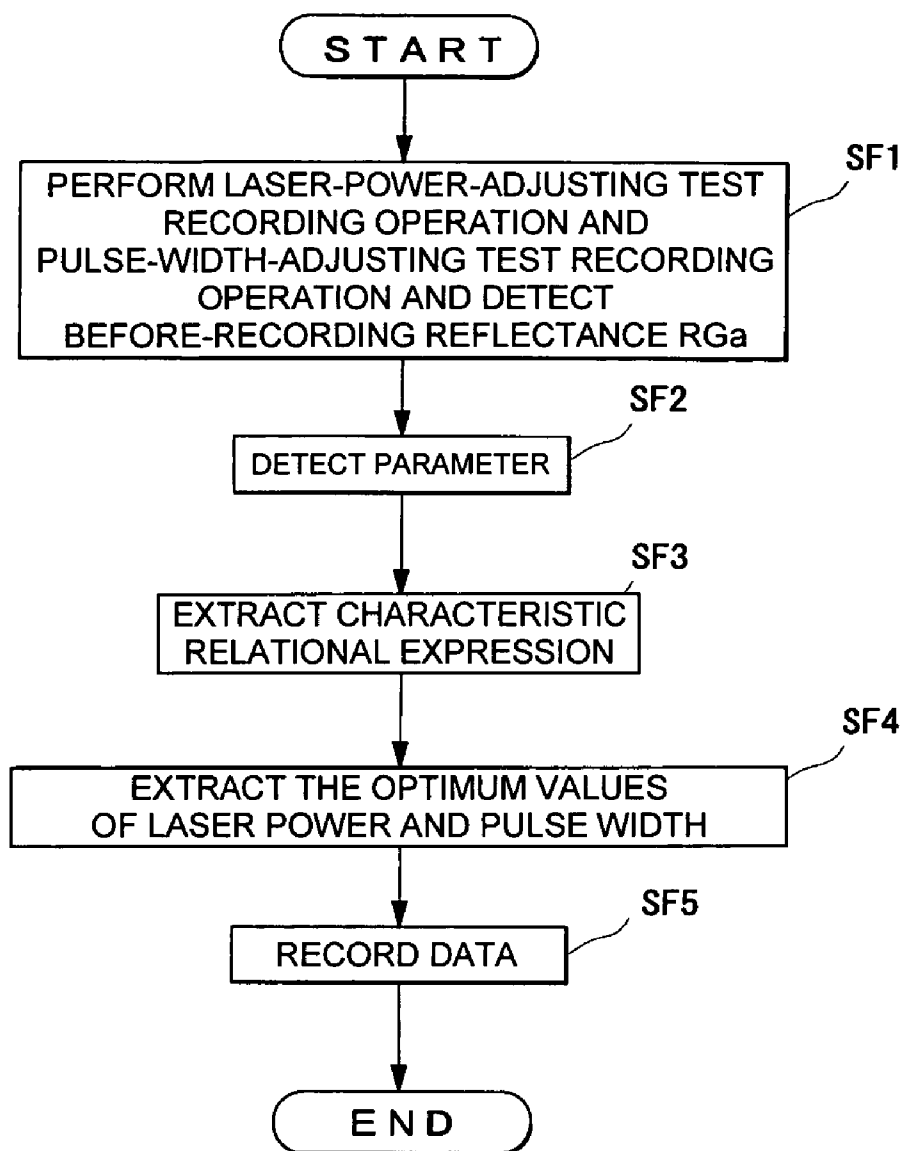 START
SF1
PERFORM LASER-POWER-ADJUSTING TEST
RECORDING OPERATION AND
PULSE-WIDTH-ADJUSTING TEST RECORDING
OPERATION AND DETECT
BEFORE-RECORDING REFLECTANCE RGa
SF2
DETECT PARAMETER
SF3
EXTRACT CHARACTERISTIC
RELATIONAL EXPRESSION
SF4
EXTRACT THE OPTIMUM VALUES
OF LASER POWER AND PULSE WIDTH
SF5
RECORD DATA
END